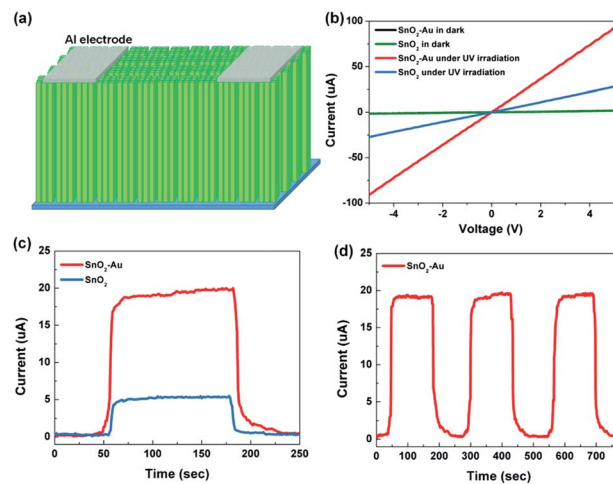 (a)
Al electrode
(b)
SnO₂-Au in dark
SnO₂ in dark
SnO₂-Au under UV irradiation
SnO₂ under UV irradiation
Current (uA)
100
50
0
-50
-100
-4 -2 0 2 4
Voltage (V)
(c)
SnO₂-Au
SnO₂
Current (uA)
25
20
15
10
5
0
0 50 100 150 200 250
Time (sec)
(d)
SnO₂-Au
Current (uA)
25
20
15
10
5
0
0 100 200 300 400 500 600 700
Time (sec)